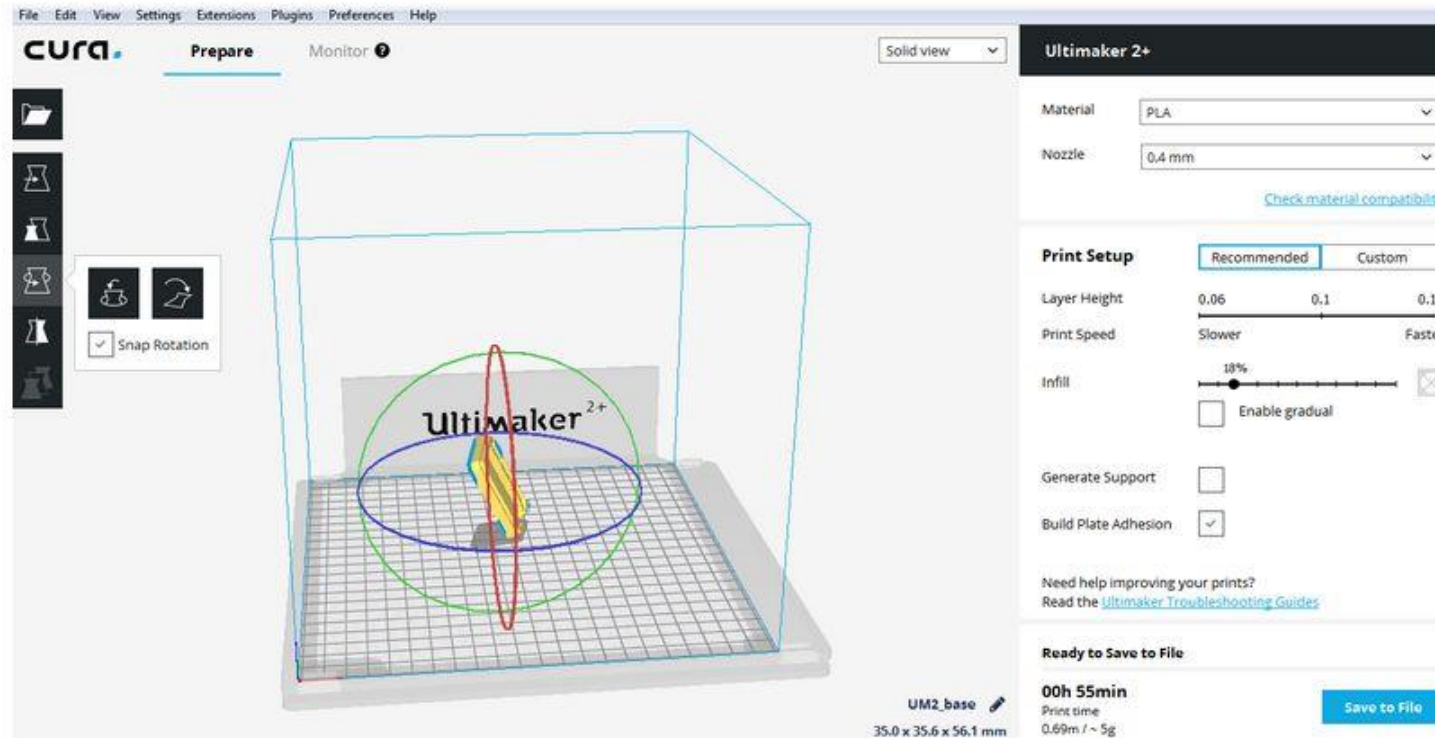 File Edit View Settings Extensions Plugins Preferences Help
cura.
Prepare
Monitor
Solid view
Ultimaker 2+
Material
PLA
Nozzle
0.4 mm
Check material
Print Setup
Recommended
Custom
Layer Height
0.06
0.1
Print Speed
Slower
Infill
18%
Enable gradual
Generate Support
Build Plate Adhesion
Need help improving your prints?
Read the Ultimaker Troubleshooting Guides
Ready to Save to File
00h 55min
Print time
0.69m / ~ 5g
Save to File
Snap Rotation
Ultimaker 2+
UM2_base
35.0 x 35.6 x 56.1 mm